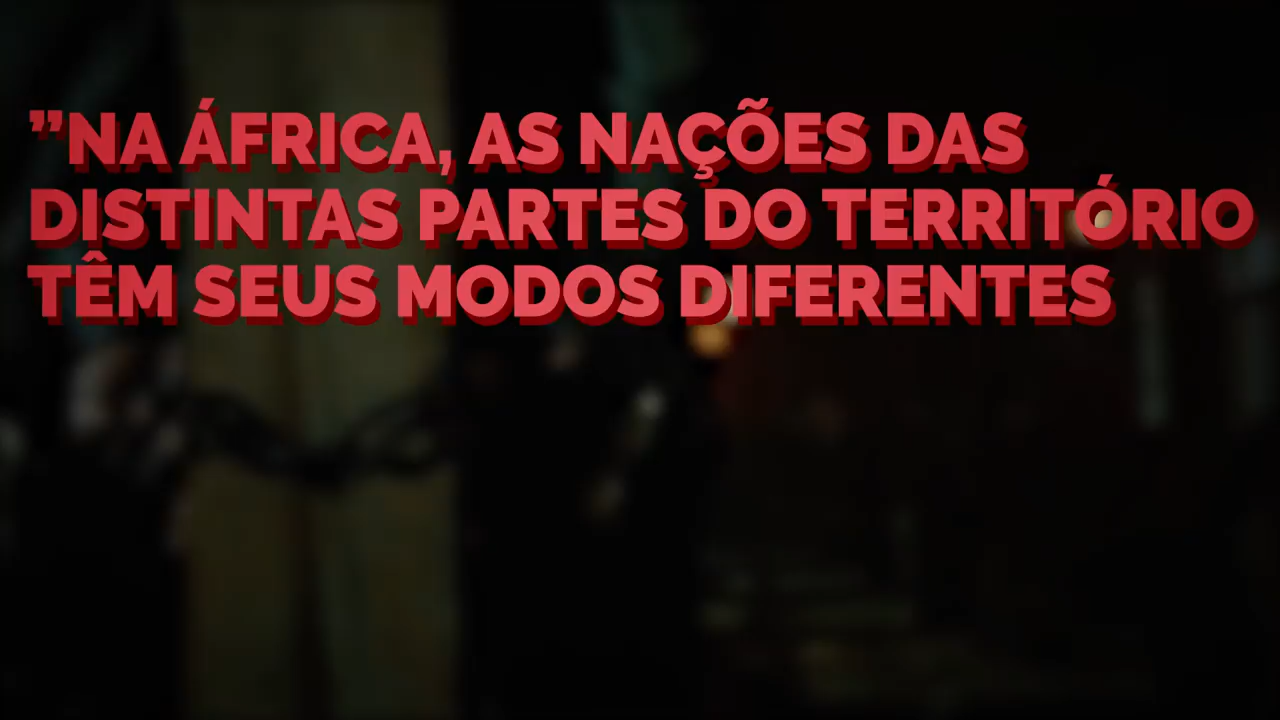 ”NA ÁFRICA, AS NAÇÕES DAS
DISTINTAS PARTES DO TERRITÓRIO
TÊM SEUS MODOS DIFERENTES